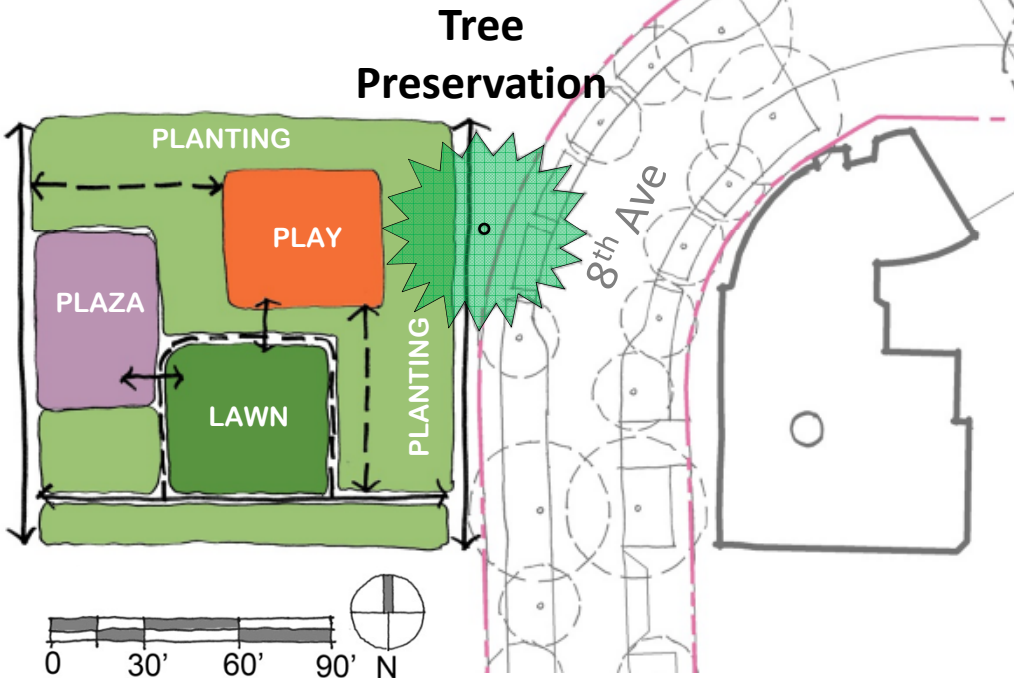 Tree
Preservation
PLANTING
PLAY
8th Ave
PLAZA
PLANTING
LAWN
0 30' 60' 90' N